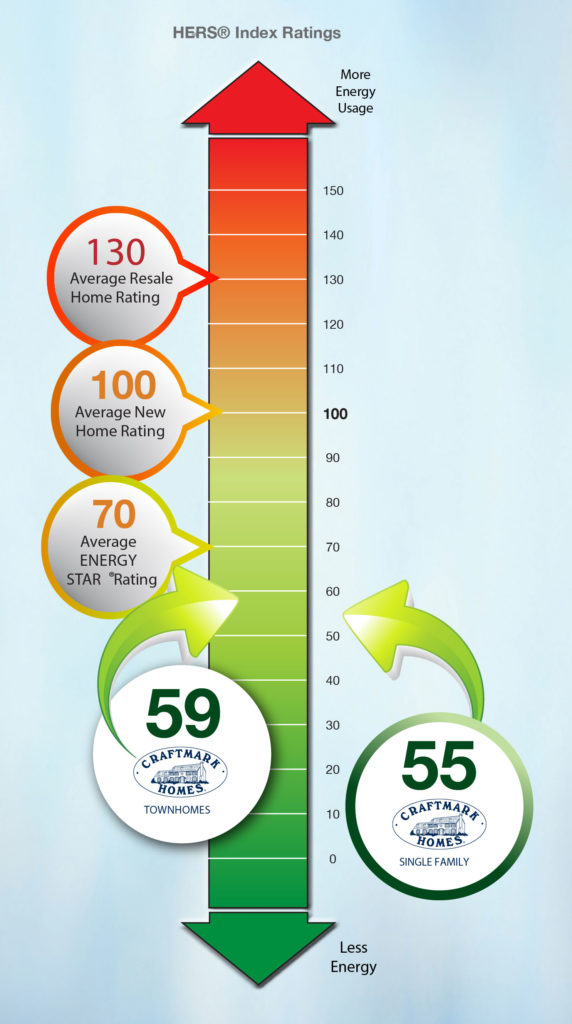 HERS® Index Ratings
More
Energy
Usage
150
140
130
120
110
100
90
80
70
60
50
40
30
20
10
0
130
Average Resale
Home Rating
100
Average New
Home Rating
70
Average
ENERGY
STAR ®Rating
59
CRAFTMARK
HOMES®
TOWNHOMES
55
CRAFTMARK
HOMES®
SINGLE FAMILY
Less
Energy